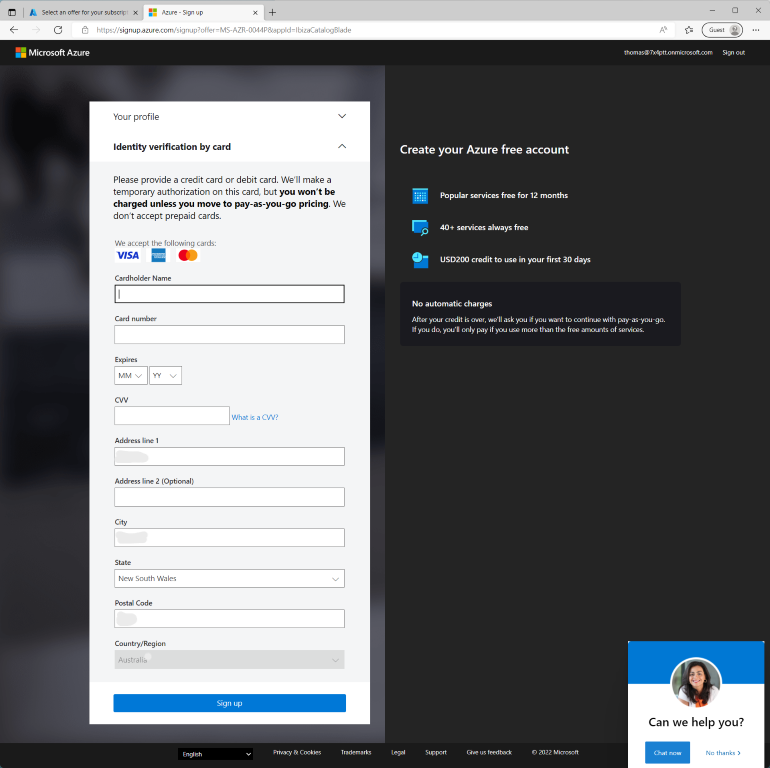 Select an offer for your subscrip
Azure - Sign up
https://signup.azure.com/signup?offer=MS-AZR-0044P&appId=IbizaCatalogBlade
Guest
Microsoft Azure
thomas@7x4ptt.onmicrosoft.com
Sign out
Your profile
Identity verification by card
Please provide a credit card or debit card. We'll make a
temporary authorization on this card, but you won't be
charged unless you move to pay-as-you-go pricing. We
don't accept prepaid cards.
We accept the following cards:
VISA
Cardholder Name
Card number
Expires
MM
YY
CVV
What is a CVV?
Address line 1
Address line 2 (Optional)
City
State
New South Wales
Postal Code
Country/Region
Australia
Sign up
Create your Azure free account
Popular services free for 12 months
40+ services always free
USD200 credit to use in your first 30 days
No automatic charges
After your credit is over, we'll ask you if you want to continue with pay-as-you-go.
If you do, you'll only pay if you use more than the free amounts of services.
Can we help you?
Chat now
No thanks
English
Privacy & Cookies
Trademarks
Legal
Support
Give us feedback
© 2022 Microsoft